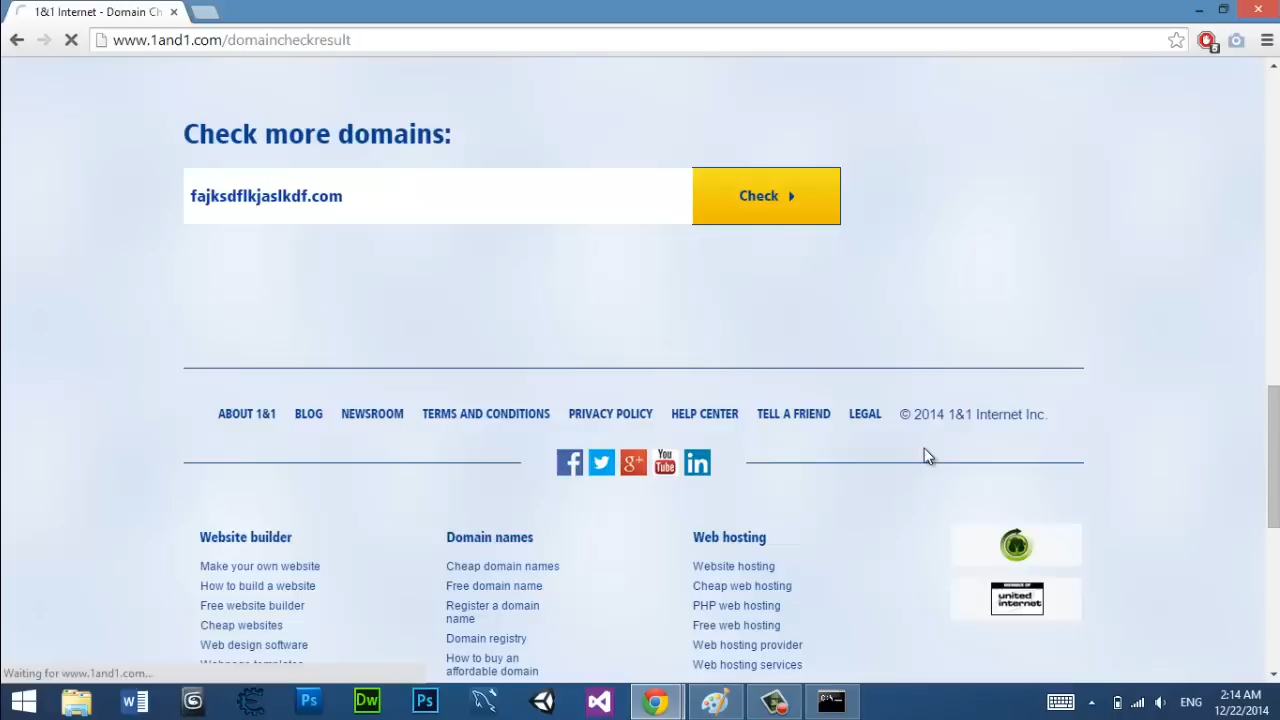 1&1 Internet - Domain Ch
www.1and1.com/domaincheckresult
Check more domains:
fajksdflkjaslkdf.com
Check
ABOUT 1&1 BLOG NEWSROOM TERMS AND CONDITIONS PRIVACY POLICY HELP CENTER TELL A FRIEND LEGAL © 2014 1&1 Internet Inc.
You
Tube
Website builder
Make your own website
How to build a website
Free website builder
Cheap websites
Web design software
Webpage templates
Domain names
Cheap domain names
Free domain name
Register a domain
name
Domain registry
How to buy an
affordable domain
Web hosting
Website hosting
Cheap web hosting
PHP web hosting
Free web hosting
Web hosting provider
Web hosting services
MEMBER OF
united
internet
Waiting for www.1and1.com...
ENG
2:14 AM
12/22/2014